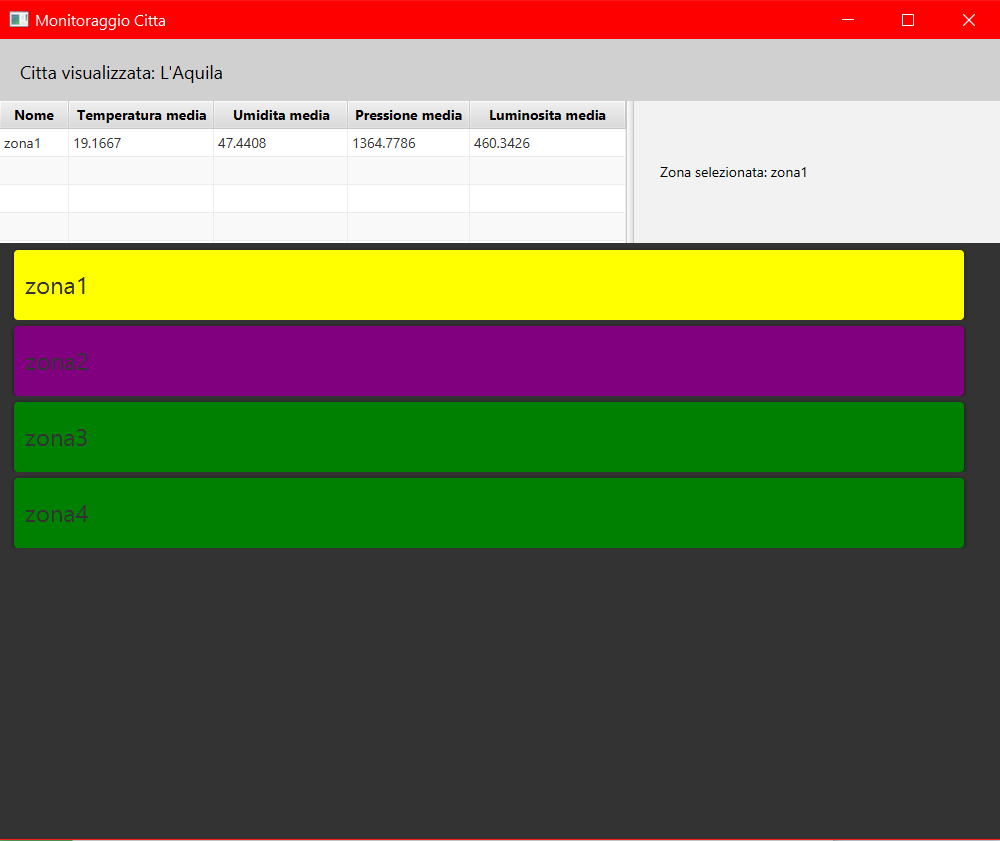 Monitoraggio Citta
Citta visualizzata: L'Aquila
Nome Temperatura media Umidita media Pressione media Luminosita media
zona1 19.1667 47.4408 1364.7786 460.3426
Zona selezionata: zona1
zona1
zona2
zona3
zona4